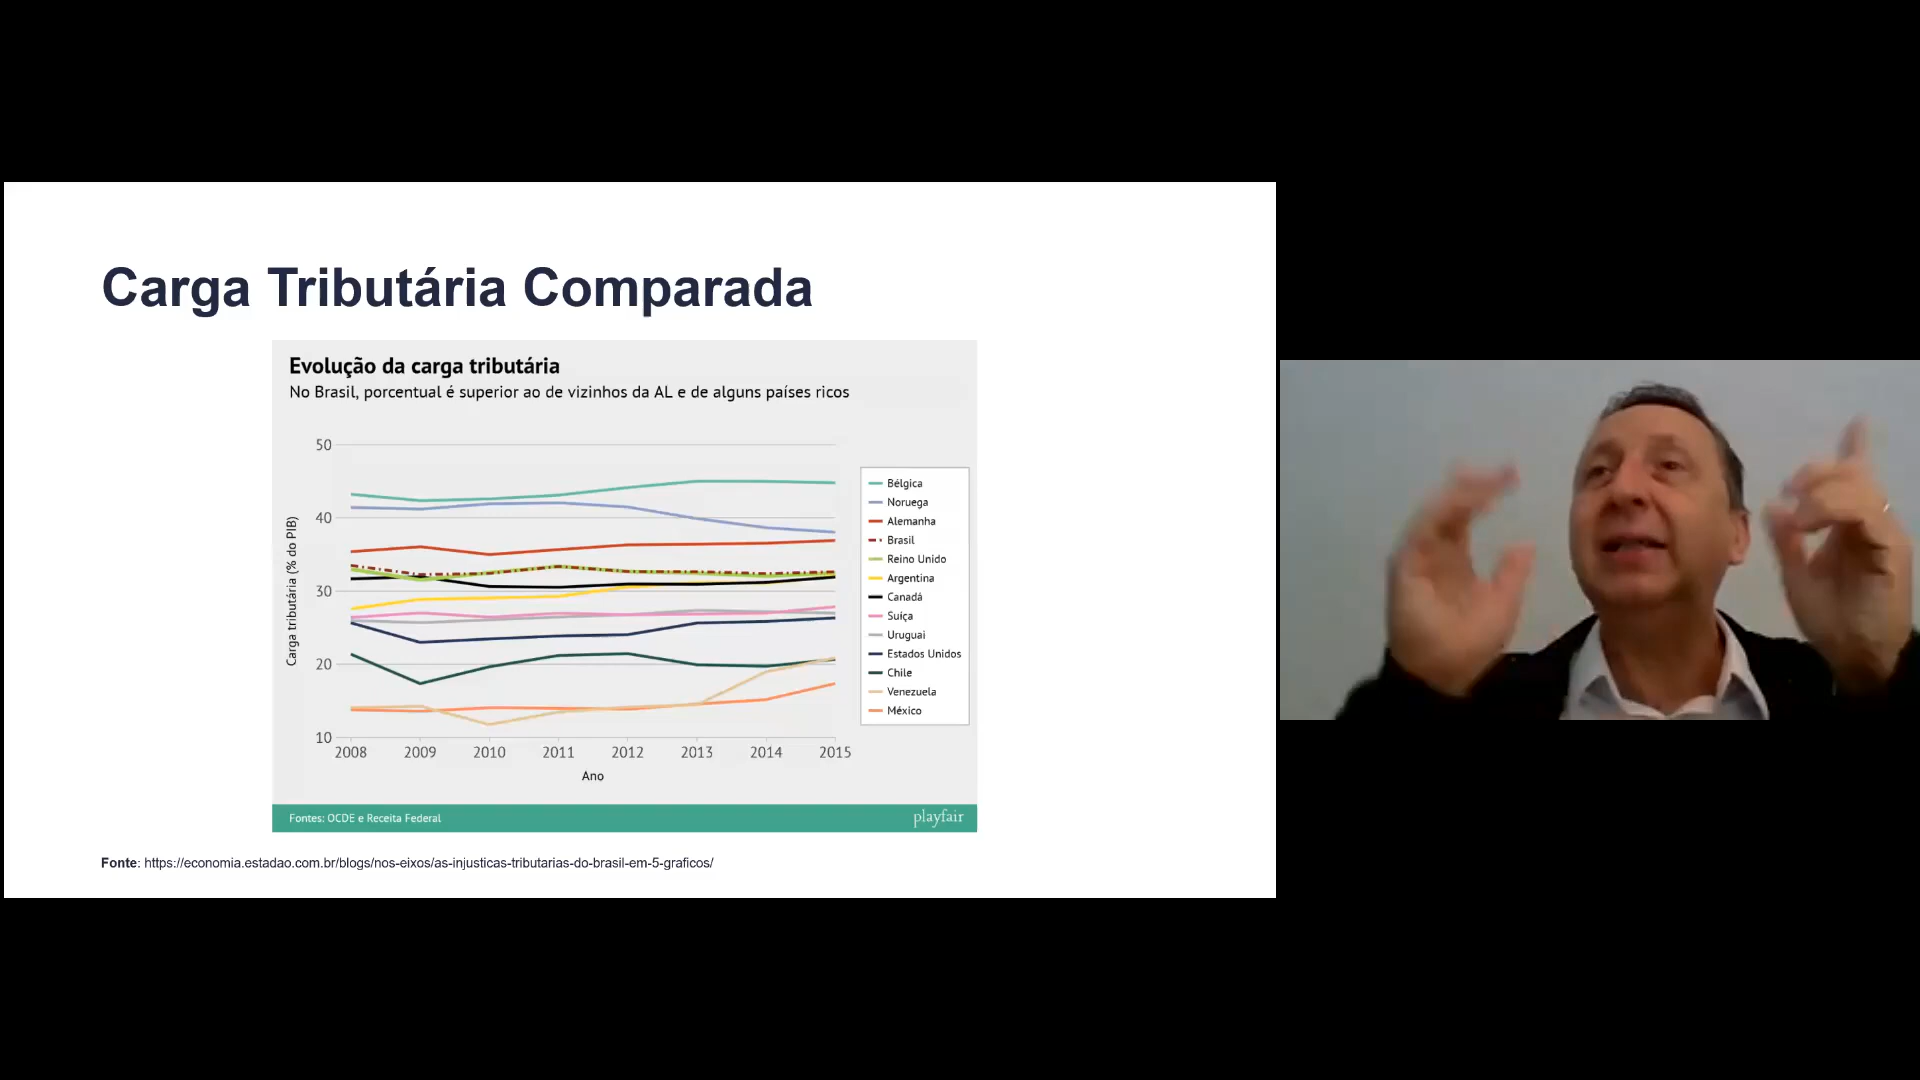 Carga Tributária Comparada
Evolução da carga tributária
No Brasil, porcentual é superior ao de vizinhos da AL e de alguns países ricos
Carga tributária (% do PIB)
50
40
30
20
10
2008 2009 2010 2011 2012 2013 2014 2015
Ano
Bélgica
Noruega
Alemanha
Brasil
Reino Unido
Argentina
Canadá
Suíça
Uruguai
Estados Unidos
Chile
Venezuela
México
Fontes: OCDE e Receita Federal
playfair
Fonte: https://economia.estadao.com.br/blogs/nos-eixos/as-injusticas-tributarias-do-brasil-em-5-graficos/